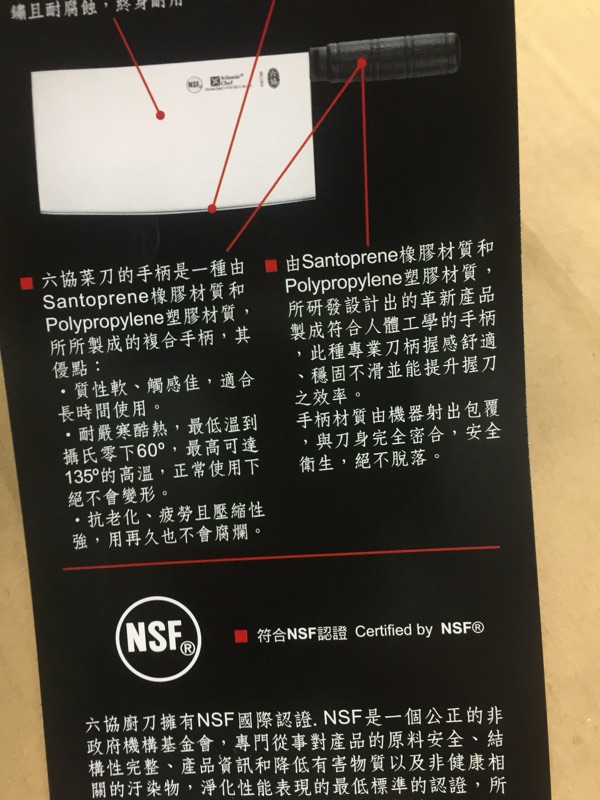 鏽且耐腐蝕，終身耐用
NSF
Atlantic
Chef
六協
■ 六協菜刀的手柄是一種由
Santoprene橡膠材質和
Polypropylene塑膠材質，
所所製成的複合手柄，其
優點：
・質性軟、觸感佳，適合
長時間使用。
・耐嚴寒酷熱，最低溫到
攝氏零下60º，最高可達
135º的高溫，正常使用下
絕不會變形。
・抗老化、疲勞且壓縮性
強，用再久也不會腐爛。
■ 由Santoprene橡膠材質和
Polypropylene塑膠材質，
所研發設計出的革新產品
製成符合人體工學的手柄
，此種專業刀柄握感舒適
、穩固不滑並能提升握刀
之效率。
手柄材質由機器射出包覆
，與刀身完全密合，安全
衛生，絕不脫落。
NSF®
■ 符合NSF認證 Certified by NSF®
六協廚刀擁有NSF國際認證. NSF是一個公正的非
政府機構基金會，專門從事對產品的原料安全、結
構性完整、產品資訊和降低有害物質以及非健康相
關的汙染物，淨化性能表現的最低標準的認證，所